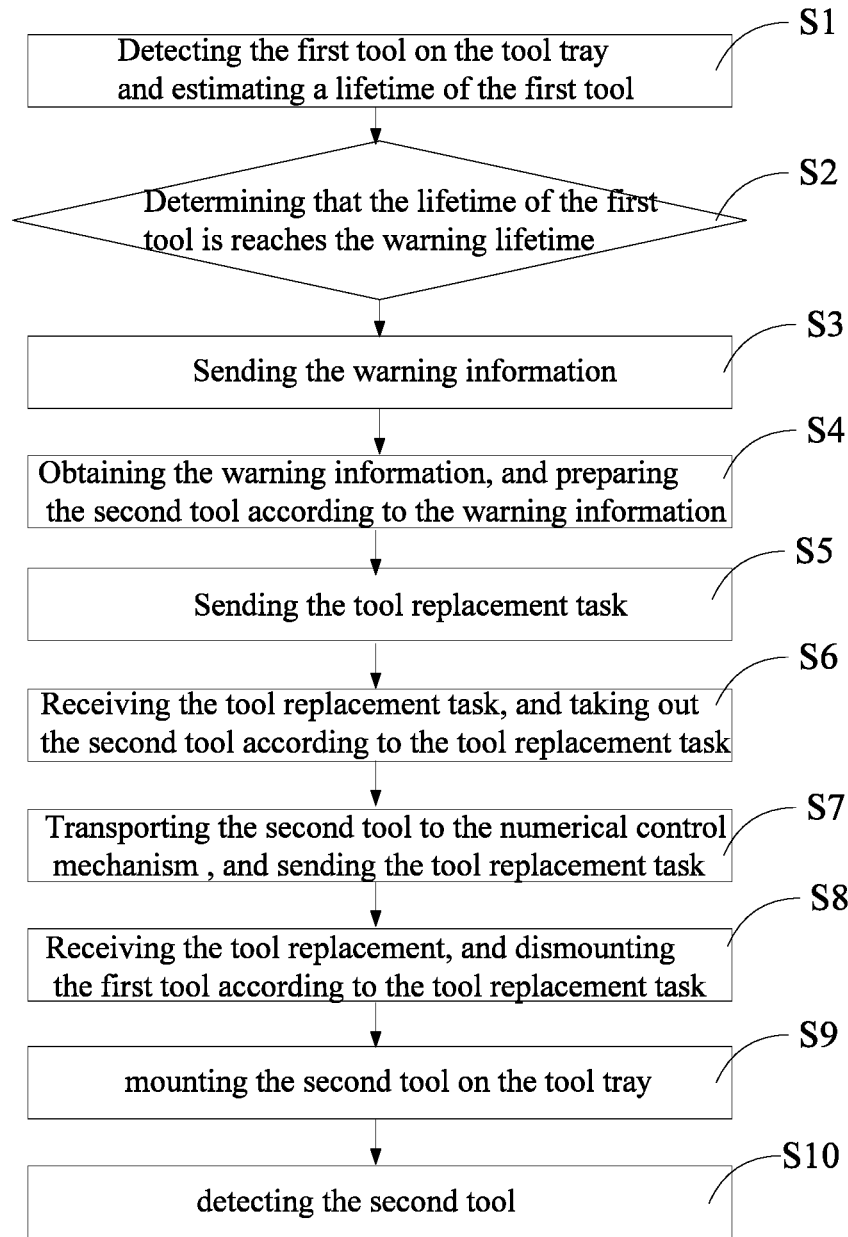 S1
Detecting the first tool on the tool tray
and estimating a lifetime of the first tool
S2
Determining that the lifetime of the first
tool is reaches the warning lifetime
S3
Sending the warning information
S4
Obtaining the warning information, and preparing
the second tool according to the warning information
S5
Sending the tool replacement task
S6
Receiving the tool replacement task, and taking out
the second tool according to the tool replacement task
S7
Transporting the second tool to the numerical control
mechanism , and sending the tool replacement task
S8
Receiving the tool replacement, and dismounting
the first tool according to the tool replacement task
S9
mounting the second tool on the tool tray
S10
detecting the second tool